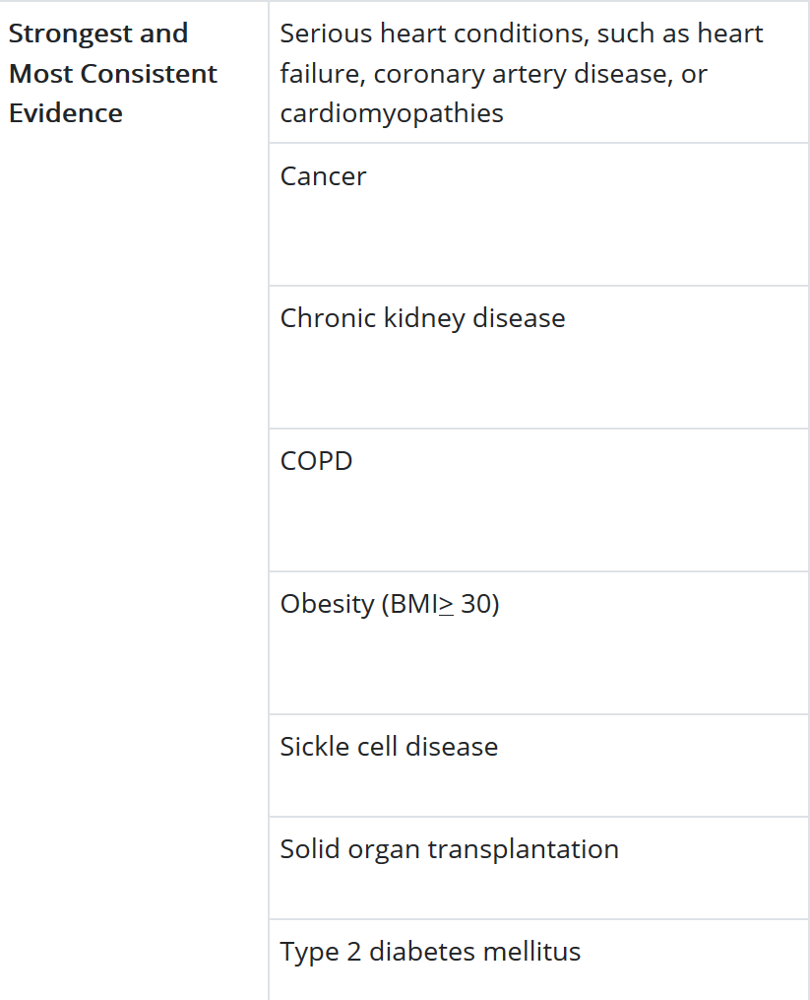 Strongest and
Most Consistent
Evidence
Serious heart conditions, such as heart
failure, coronary artery disease, or
cardiomyopathies
Cancer
Chronic kidney disease
COPD
Obesity (BMI> 30)
Sickle cell disease
Solid organ transplantation
Type 2 diabetes mellitus